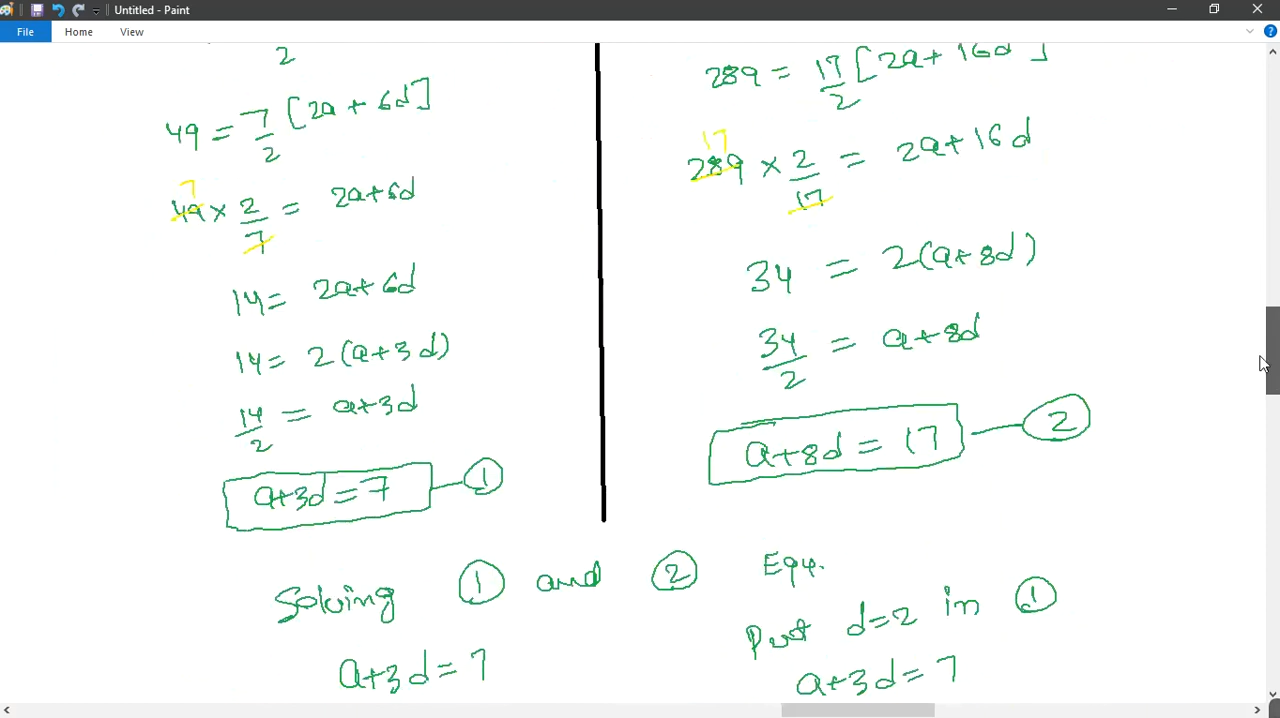 Untitled - Paint
File Home View
2
49 = 7/2 [2a + 6d]
7
49 × 2/7 = 2a+6d
14 = 2a+6d
14 = 2(a+3d)
14/2 = a+3d
a+3d = 7 — 1
289 = 17/2 [2a+ 16d]
17
289 × 2/17 = 2a+16d
34 = 2(a+8d)
34/2 = a+8d
a+8d = 17 — 2
Solving 1 and 2 Eqn.
a+3d = 7
Put d=2 in 1
a+3d = 7